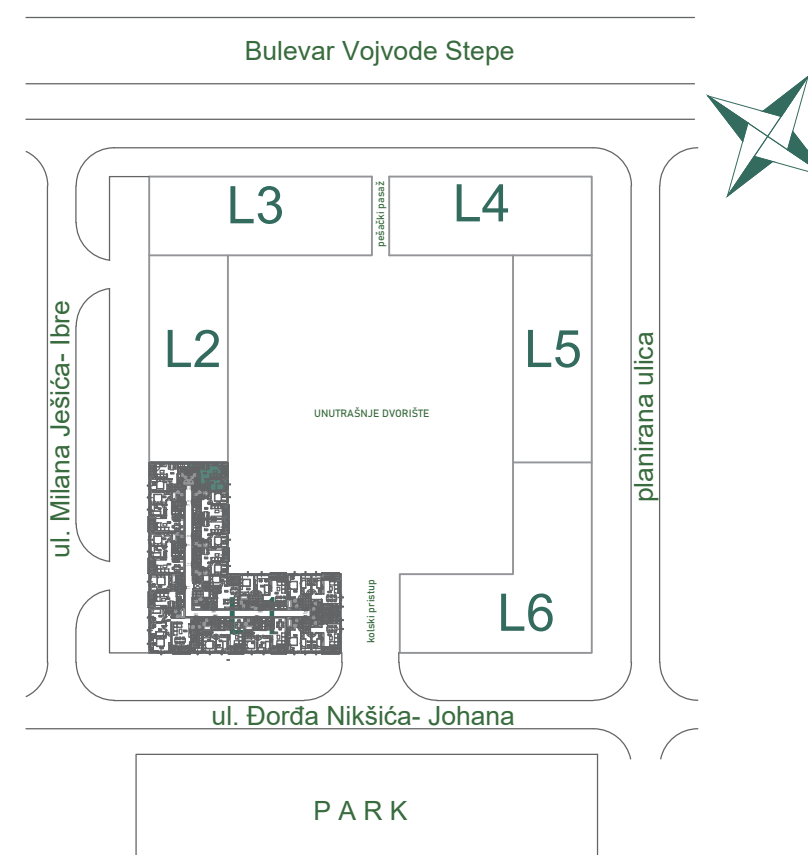 Bulevar Vojvode Stepe
L3
pešački pasaž
L4
L2
L5
ul. Milana Ješića- Ibre
UNUTRAŠNJE DVORIŠTE
planirana ulica
kolski pristup
L6
ul. Đorđa Nikšića- Johana
PARK